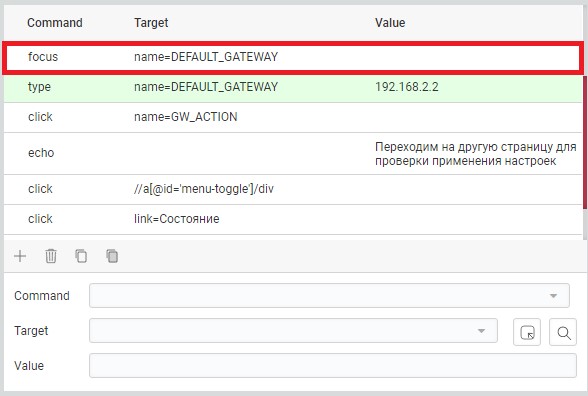 Command Target Value
focus name=DEFAULT_GATEWAY
type name=DEFAULT_GATEWAY 192.168.2.2
click name=GW_ACTION
echo Переходим на другую страницу для
проверки применения настроек
click //a[@id='menu-toggle']/div
click link=Состояние
Command
Target
Value